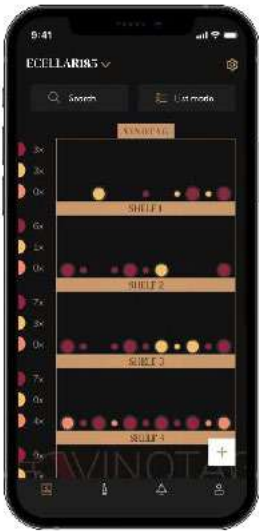 9:41
ECELLAR185
Search
List mode
VINOTAG
3x
3x
0x
SHELF 1
6x
1x
0x
SHELF 2
7x
3x
0x
SHELF 3
7x
0x
4x
SHELF 4
+
VINOTAG